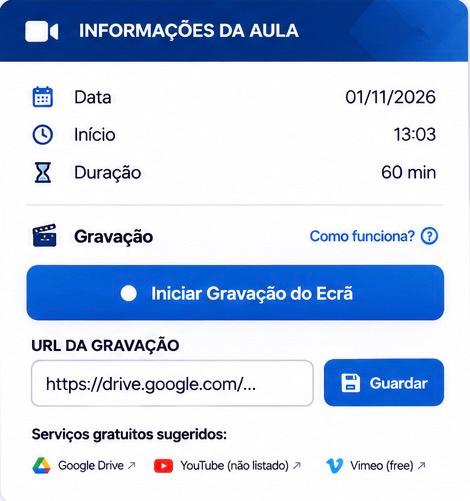 INFORMAÇÕES DA AULA
Data 01/11/2026
Início 13:03
Duração 60 min
Gravação Como funciona? ?
Iniciar Gravação do Ecrã
URL DA GRAVAÇÃO
https://drive.google.com/... Guardar
Serviços gratuitos sugeridos:
Google Drive ↗ YouTube (não listado) ↗ Vimeo (free) ↗